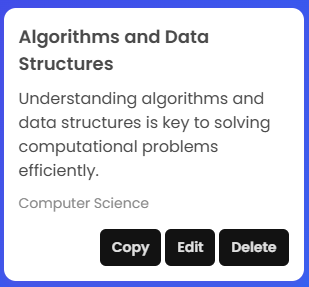 Algorithms and Data
Structures
Understanding algorithms and
data structures is key to solving
computational problems
efficiently.
Computer Science
Copy Edit Delete